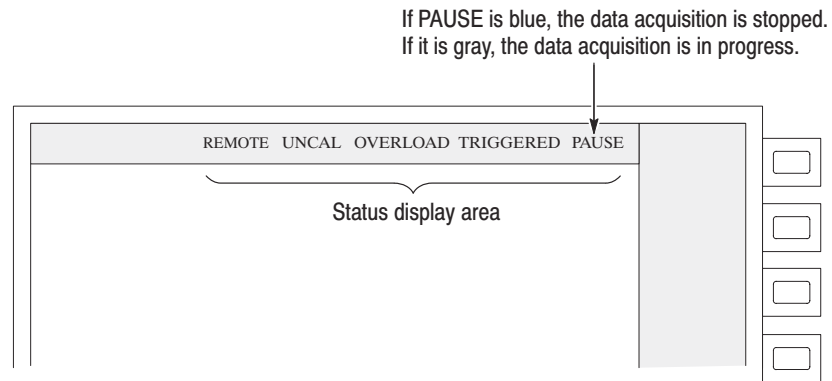 If PAUSE is blue, the data acquisition is stopped.
If it is gray, the data acquisition is in progress.
REMOTE UNCAL OVERLOAD TRIGGERED PAUSE
Status display area